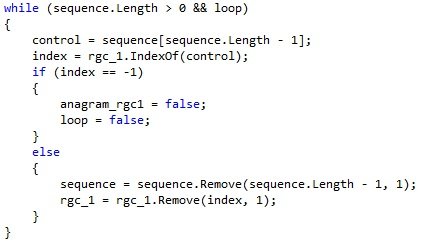 while (sequence.Length > 0 && loop)
{
    control = sequence[sequence.Length - 1];
    index = rgc_1.IndexOf(control);
    if (index == -1)
    {
        anagram_rgc1 = false;
        loop = false;
    }
    else
    {
        sequence = sequence.Remove(sequence.Length - 1, 1);
        rgc_1 = rgc_1.Remove(index, 1);
    }
}